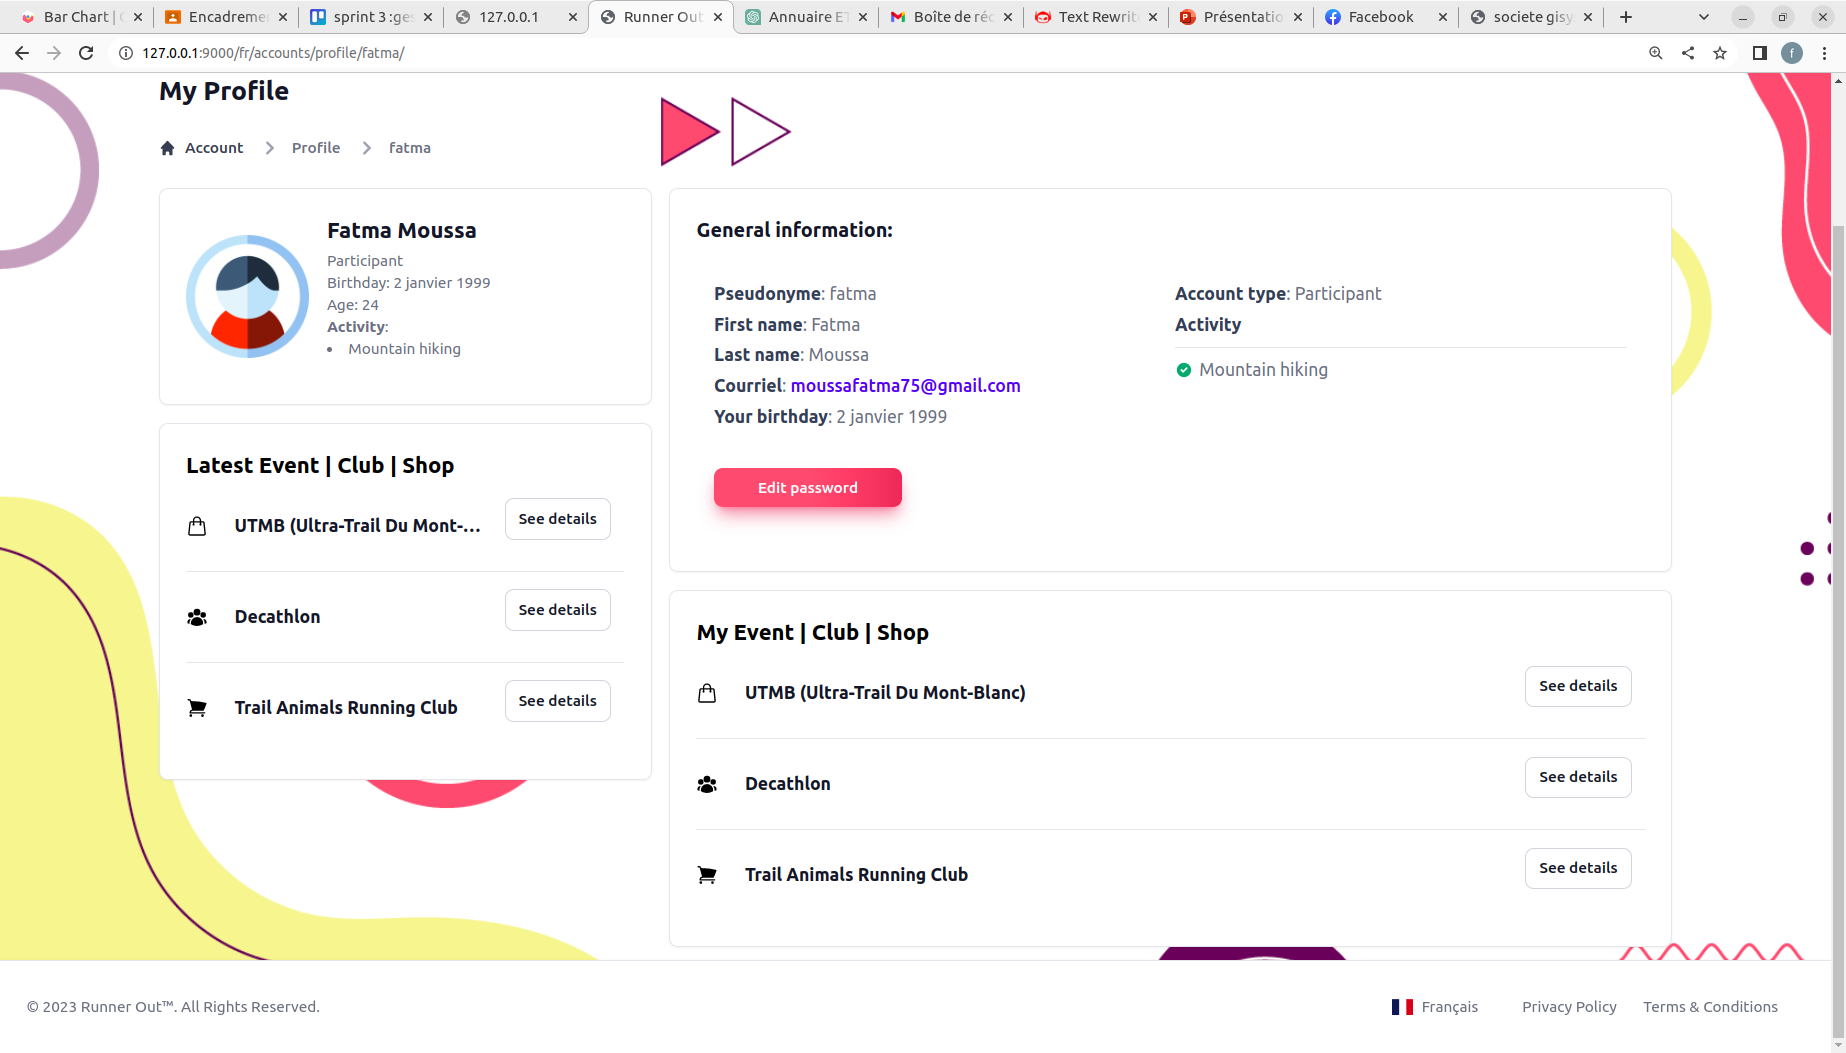 Bar Chart | C
Encadremen
sprint 3 :ges
127.0.0.1
Runner Out
Annuaire ET
Boîte de réc
Text Rewrite
Présentatio
Facebook
societe gisy
127.0.0.1:9000/fr/accounts/profile/fatma/
f
My Profile
Account
Profile
fatma
Fatma Moussa
Participant
Birthday: 2 janvier 1999
Age: 24
Activity:
• Mountain hiking
Latest Event | Club | Shop
UTMB (Ultra-Trail Du Mont-...
See details
Decathlon
See details
Trail Animals Running Club
See details
General information:
Pseudonyme: fatma
First name: Fatma
Last name: Moussa
Courriel: moussafatma75@gmail.com
Your birthday: 2 janvier 1999
Edit password
Account type: Participant
Activity
Mountain hiking
My Event | Club | Shop
UTMB (Ultra-Trail Du Mont-Blanc)
See details
Decathlon
See details
Trail Animals Running Club
See details
© 2023 Runner Out™. All Rights Reserved.
Français
Privacy Policy
Terms & Conditions